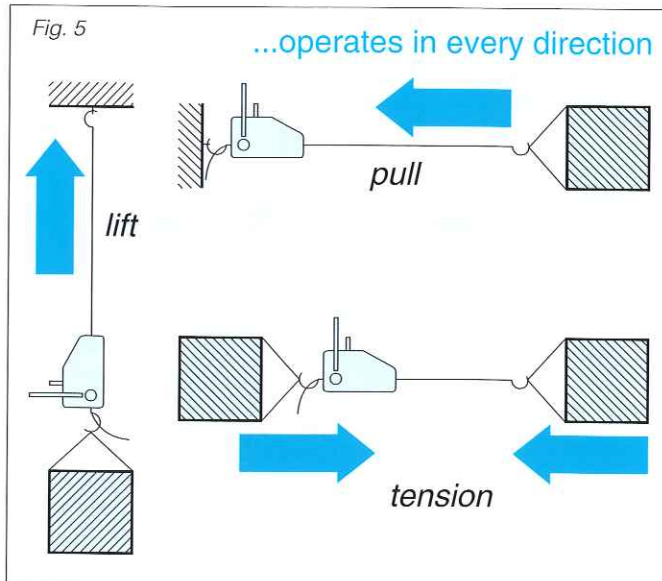 Fig. 5
...operates in every direction
lift
pull
tension